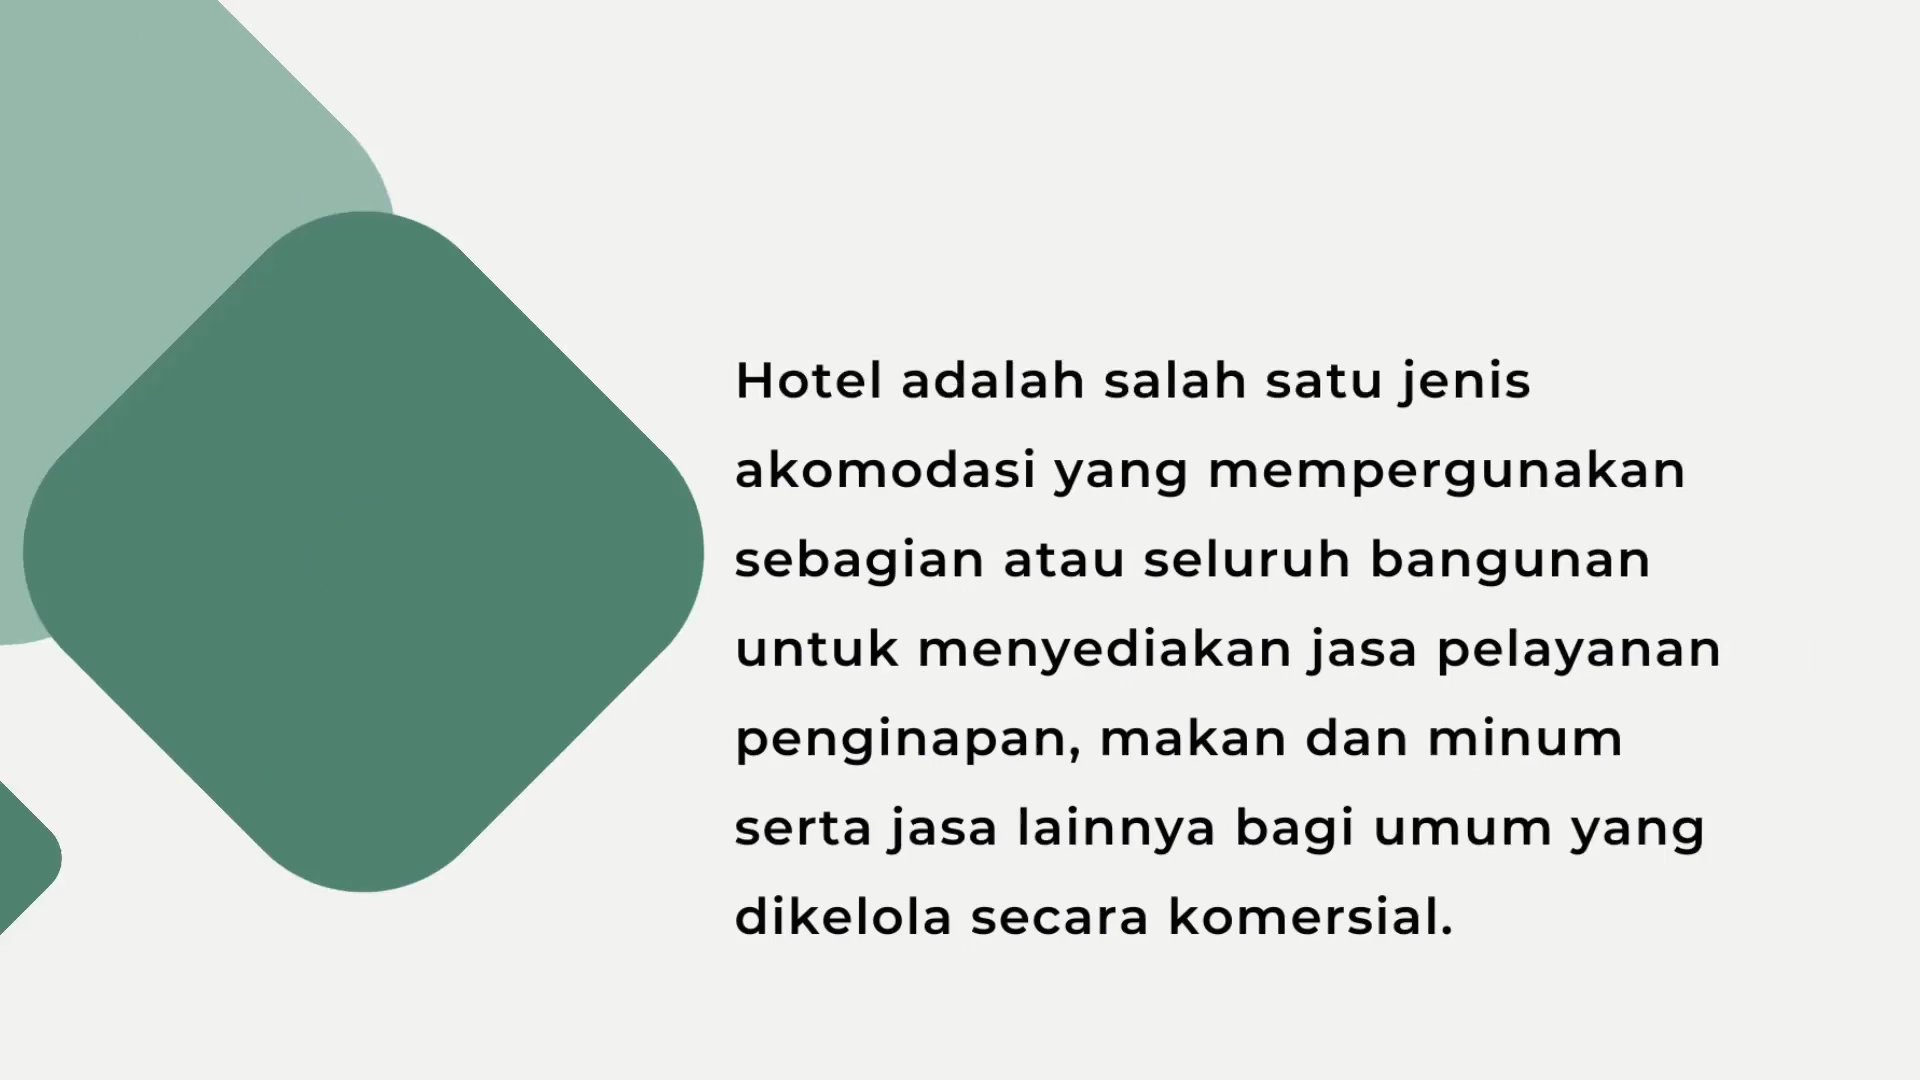 Hotel adalah salah satu jenis
akomodasi yang mempergunakan
sebagian atau seluruh bangunan
untuk menyediakan jasa pelayanan
penginapan, makan dan minum
serta jasa lainnya bagi umum yang
dikelola secara komersial.